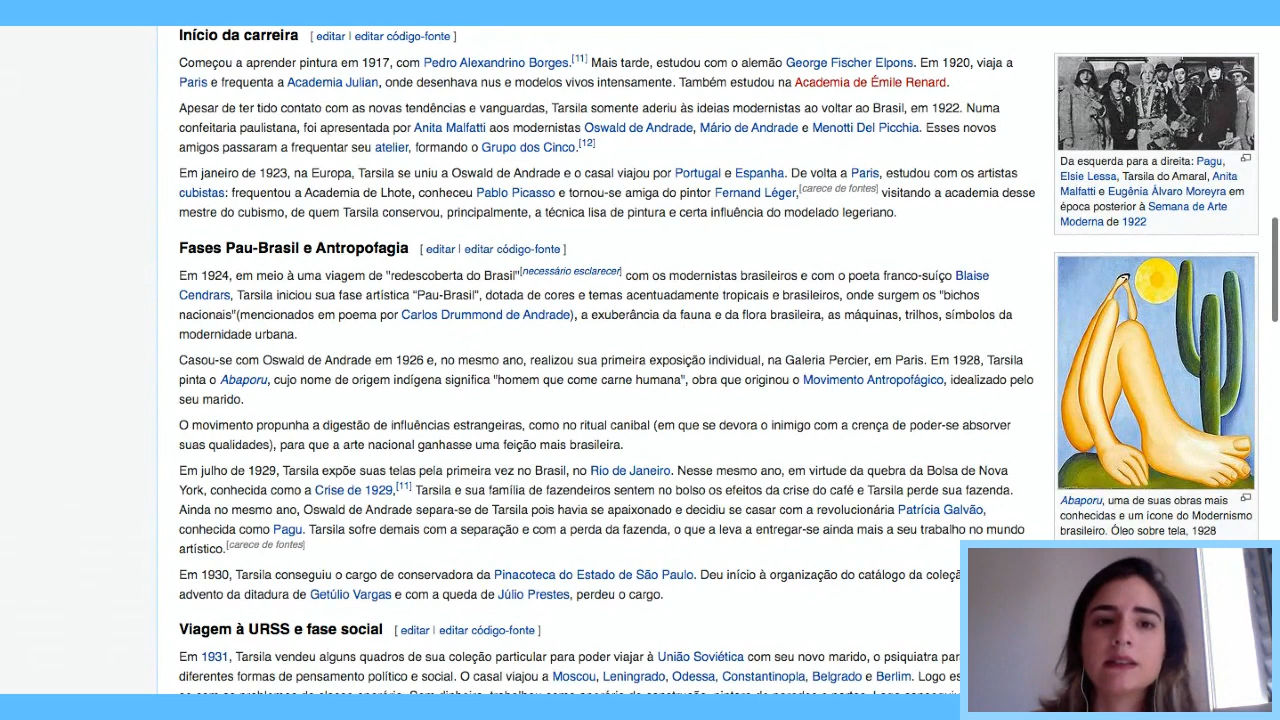 Início da carreira [ editar | editar código-fonte ]
Começou a aprender pintura em 1917, com Pedro Alexandrino Borges.[11] Mais tarde, estudou com o alemão George Fischer Elpons. Em 1920, viaja a
Paris e frequenta a Academia Julian, onde desenhava nus e modelos vivos intensamente. Também estudou na Academia de Émile Renard.
Apesar de ter tido contato com as novas tendências e vanguardas, Tarsila somente aderiu às ideias modernistas ao voltar ao Brasil, em 1922. Numa
confeitaria paulistana, foi apresentada por Anita Malfatti aos modernistas Oswald de Andrade, Mário de Andrade e Menotti Del Picchia. Esses novos
amigos passaram a frequentar seu atelier, formando o Grupo dos Cinco.[12]
Em janeiro de 1923, na Europa, Tarsila se uniu a Oswald de Andrade e o casal viajou por Portugal e Espanha. De volta a Paris, estudou com os artistas
cubistas: frequentou a Academia de Lhote, conheceu Pablo Picasso e tornou-se amiga do pintor Fernand Léger,[carece de fontes] visitando a academia desse
mestre do cubismo, de quem Tarsila conservou, principalmente, a técnica lisa de pintura e certa influência do modelado legeriano.
Fases Pau-Brasil e Antropofagia [ editar | editar código-fonte ]
Em 1924, em meio à uma viagem de "redescoberta do Brasil"[necessário esclarecer] com os modernistas brasileiros e com o poeta franco-suíço Blaise
Cendrars, Tarsila iniciou sua fase artística "Pau-Brasil", dotada de cores e temas acentuadamente tropicais e brasileiros, onde surgem os "bichos
nacionais"(mencionados em poema por Carlos Drummond de Andrade), a exuberância da fauna e da flora brasileira, as máquinas, trilhos, símbolos da
modernidade urbana.
Casou-se com Oswald de Andrade em 1926 e, no mesmo ano, realizou sua primeira exposição individual, na Galeria Percier, em Paris. Em 1928, Tarsila
pinta o Abaporu, cujo nome de origem indígena significa "homem que come carne humana", obra que originou o Movimento Antropofágico, idealizado pelo
seu marido.
O movimento propunha a digestão de influências estrangeiras, como no ritual canibal (em que se devora o inimigo com a crença de poder-se absorver
suas qualidades), para que a arte nacional ganhasse uma feição mais brasileira.
Em julho de 1929, Tarsila expõe suas telas pela primeira vez no Brasil, no Rio de Janeiro. Nesse mesmo ano, em virtude da quebra da Bolsa de Nova
York, conhecida como a Crise de 1929,[11] Tarsila e sua família de fazendeiros sentem no bolso os efeitos da crise do café e Tarsila perde sua fazenda.
Ainda no mesmo ano, Oswald de Andrade separa-se de Tarsila pois havia se apaixonado e decidiu se casar com a revolucionária Patrícia Galvão,
conhecida como Pagu. Tarsila sofre demais com a separação e com a perda da fazenda, o que a leva a entregar-se ainda mais a seu trabalho no mundo
artístico.[carece de fontes]
Em 1930, Tarsila conseguiu o cargo de conservadora da Pinacoteca do Estado de São Paulo. Deu início à organização do catálogo da coleç
advento da ditadura de Getúlio Vargas e com a queda de Júlio Prestes, perdeu o cargo.
Viagem à URSS e fase social [ editar | editar código-fonte ]
Em 1931, Tarsila vendeu alguns quadros de sua coleção particular para poder viajar à União Soviética com seu novo marido, o psiquiatra par
diferentes formas de pensamento político e social. O casal viajou a Moscou, Leningrado, Odessa, Constantinopla, Belgrado e Berlim. Logo es
Da esquerda para a direita: Pagu,
Elsie Lessa, Tarsila do Amaral, Anita
Malfatti e Eugênia Álvaro Moreyra em
época posterior à Semana de Arte
Moderna de 1922
Abaporu, uma de suas obras mais
conhecidas e um ícone do Modernismo
brasileiro. Óleo sobre tela, 1928